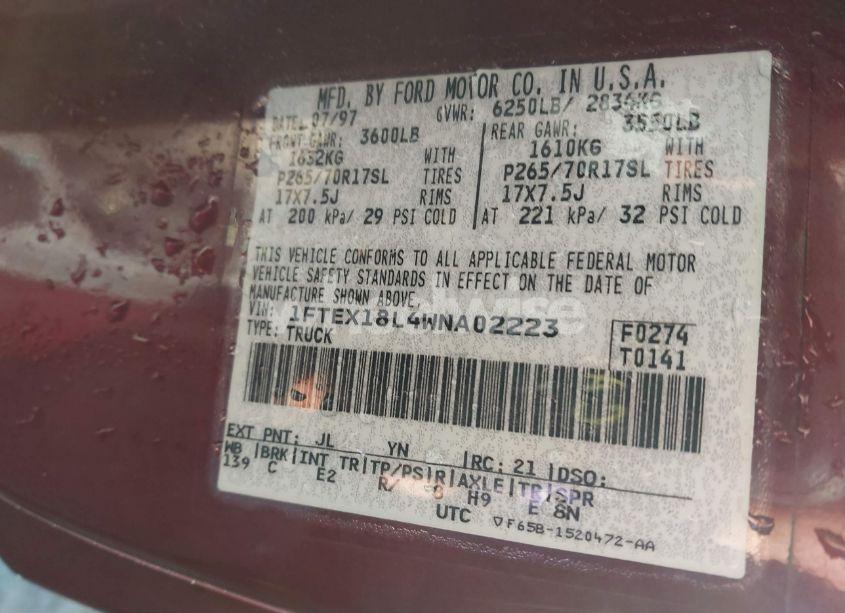 MFD. BY FORD MOTOR CO. IN U.S.A.
DATE: 07/97 GVWR: 6250LB/ 2834KG
FRONT GAWR: 3600LB REAR GAWR: 3550LB
1632KG WITH 1610KG WITH
P265/70R17SL TIRES P265/70R17SL TIRES
17X7.5J RIMS 17X7.5J RIMS
AT 200 kPa/ 29 PSI COLD AT 221 kPa/ 32 PSI COLD
THIS VEHICLE CONFORMS TO ALL APPLICABLE FEDERAL MOTOR
VEHICLE SAFETY STANDARDS IN EFFECT ON THE DATE OF
MANUFACTURE SHOWN ABOVE.
VIN: 1FTEX18L4WNA02223 F0274
TYPE: TRUCK T0141
EXT PNT: JL YN RC: 21 DSO:
WB BRK INT TR TP/PS R AXLE TR SPR
139 C E2 R/ -8 H9 E 8N
UTC F65B-1520472-AA